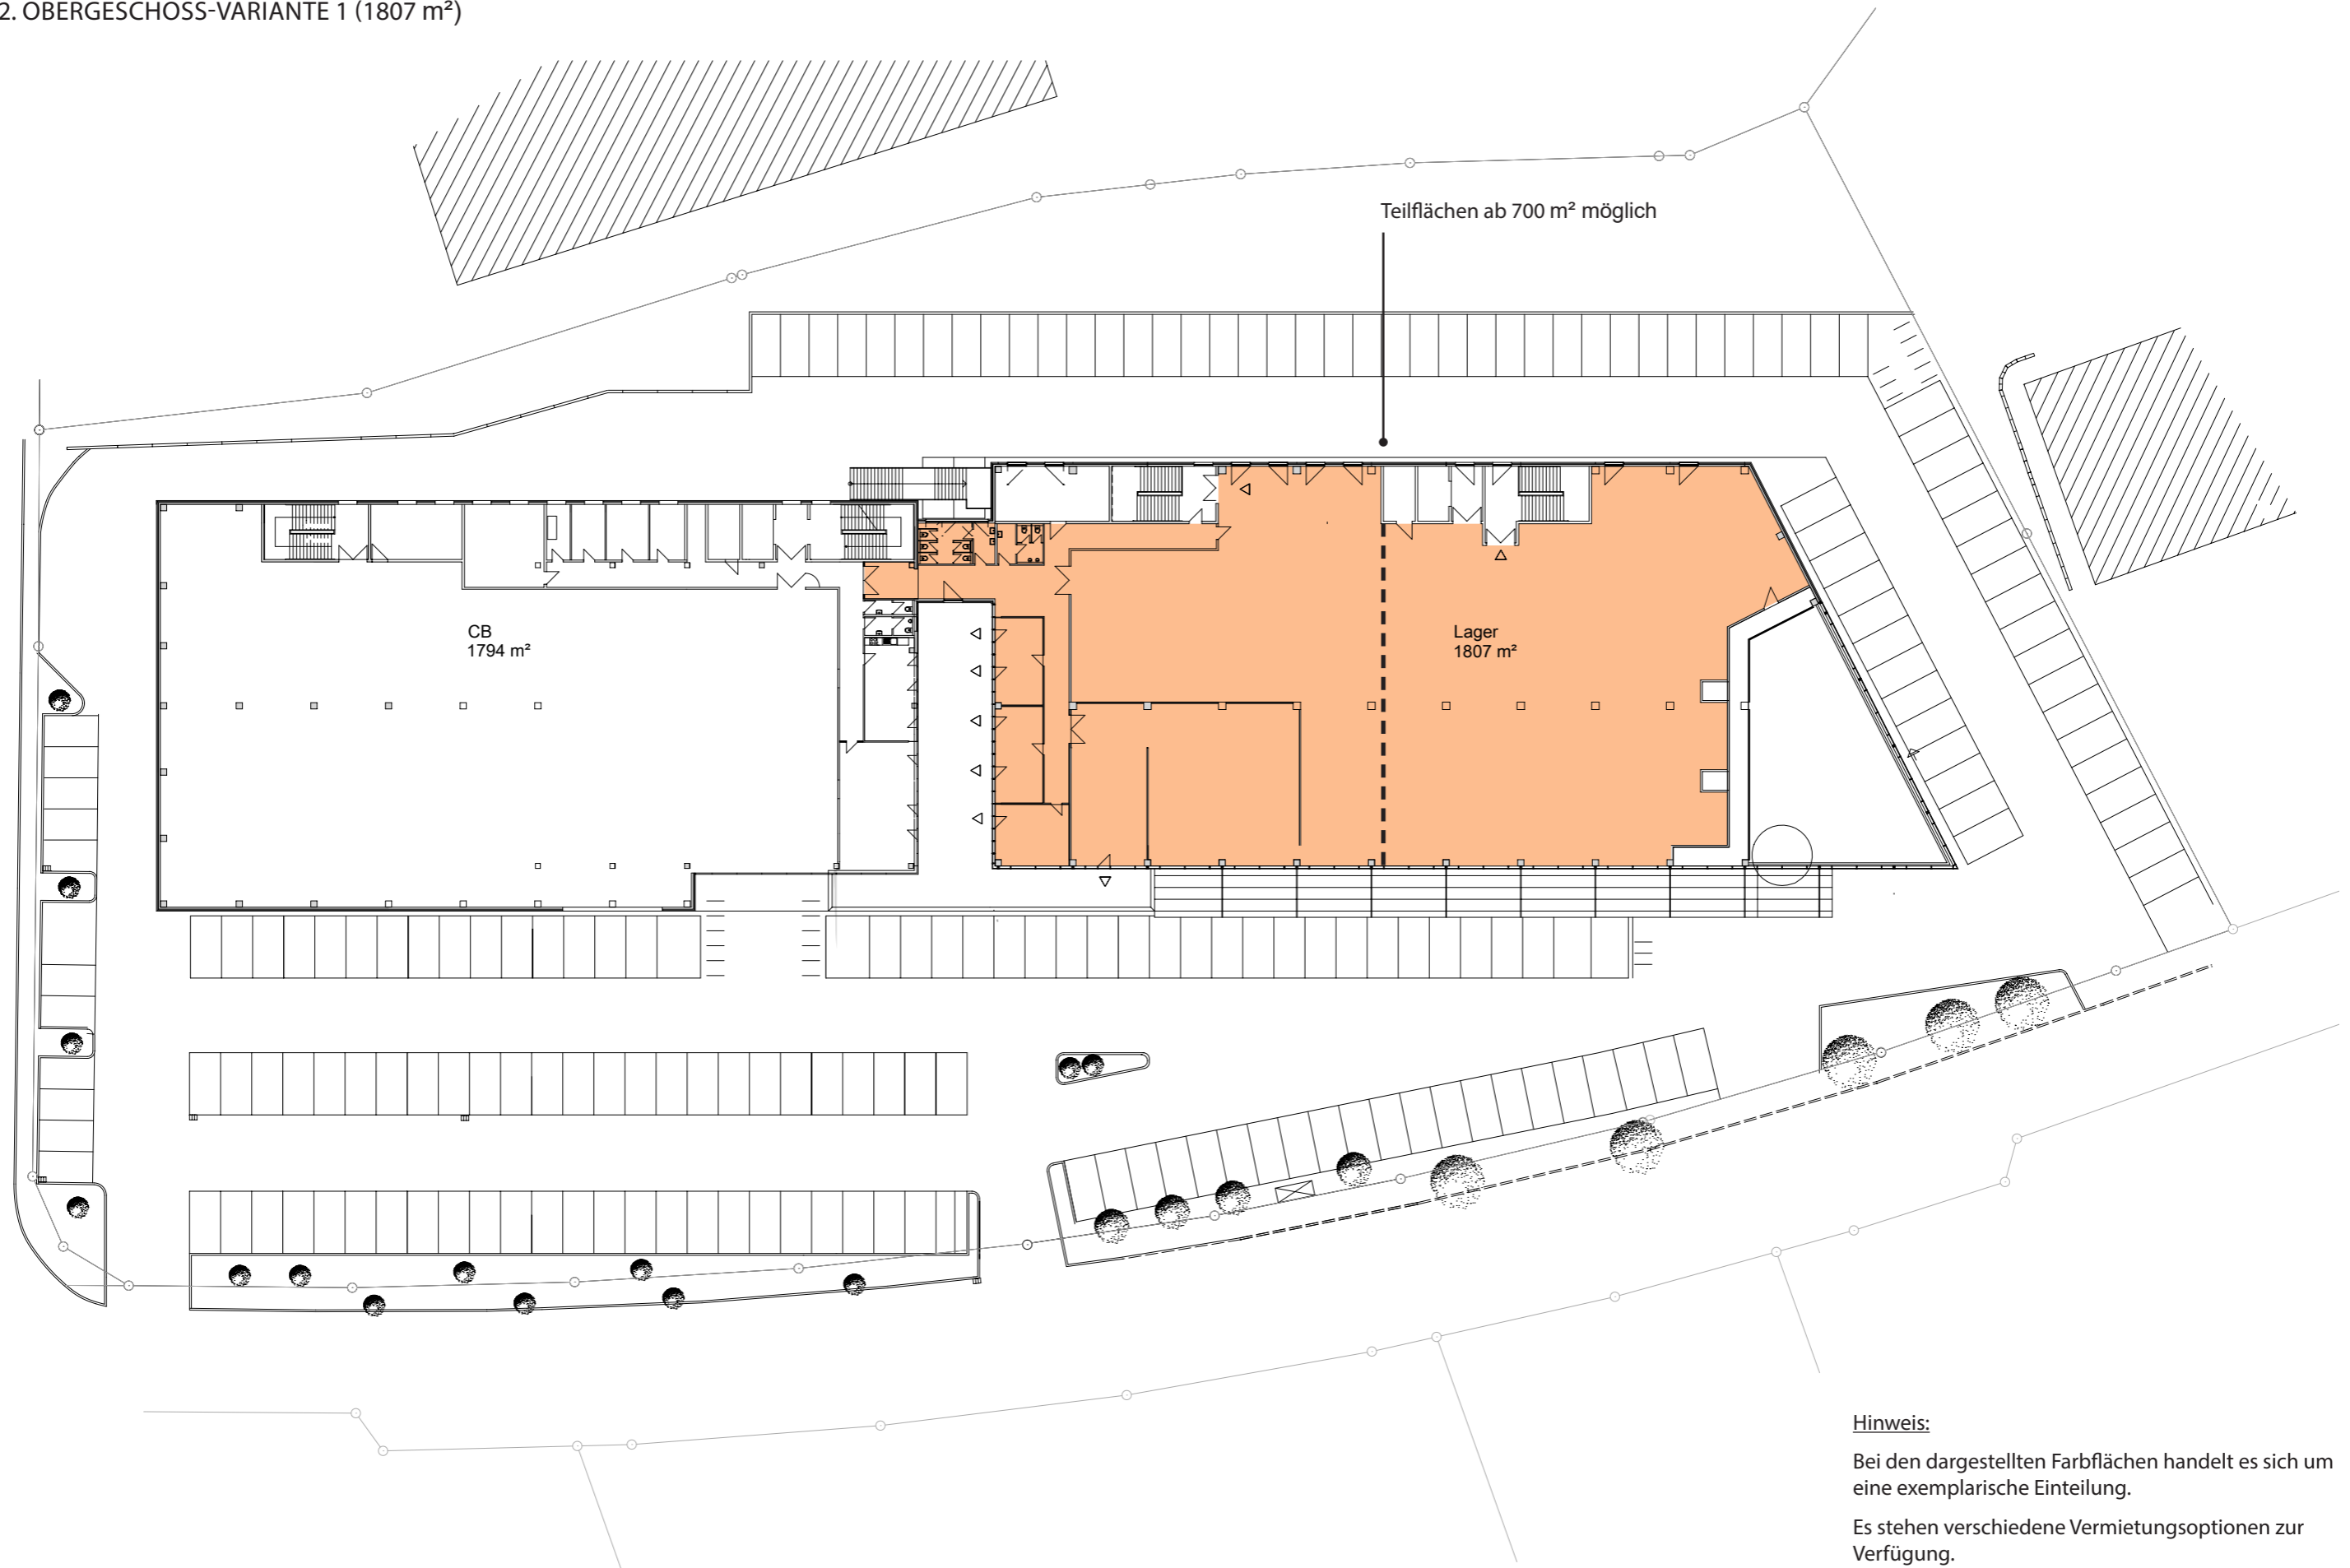 2. OBERGESCHOSS-VARIANTE 1 (1807 m²)
Teilflächen ab 700 m² möglich
CB
1794 m²
Lager
1807 m²
Hinweis:
Bei den dargestellten Farbflächen handelt es sich um
eine exemplarische Einteilung.
Es stehen verschiedene Vermietungsoptionen zur
Verfügung.